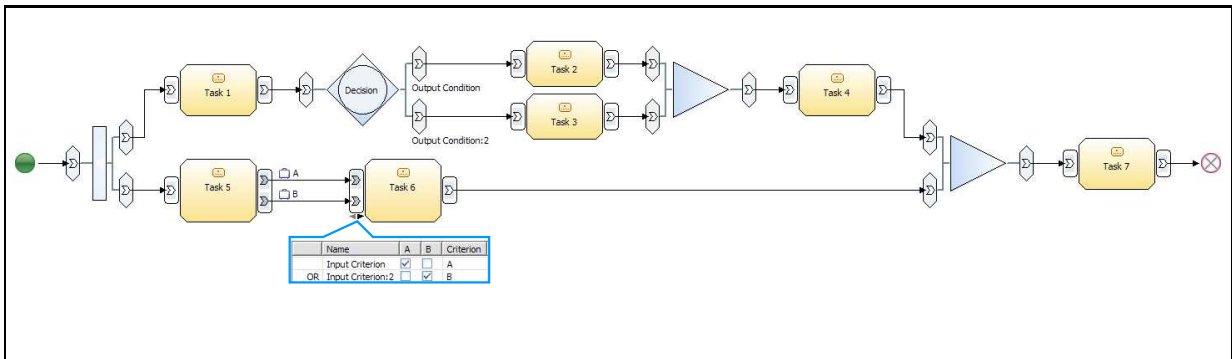 Task 1
Decision
Output Condition
Output Condition:2
Task 2
Task 3
Task 4
Task 5
A
B
Task 6
Task 7
Name A B Criterion
Input Criterion A
OR Input Criterion:2 B